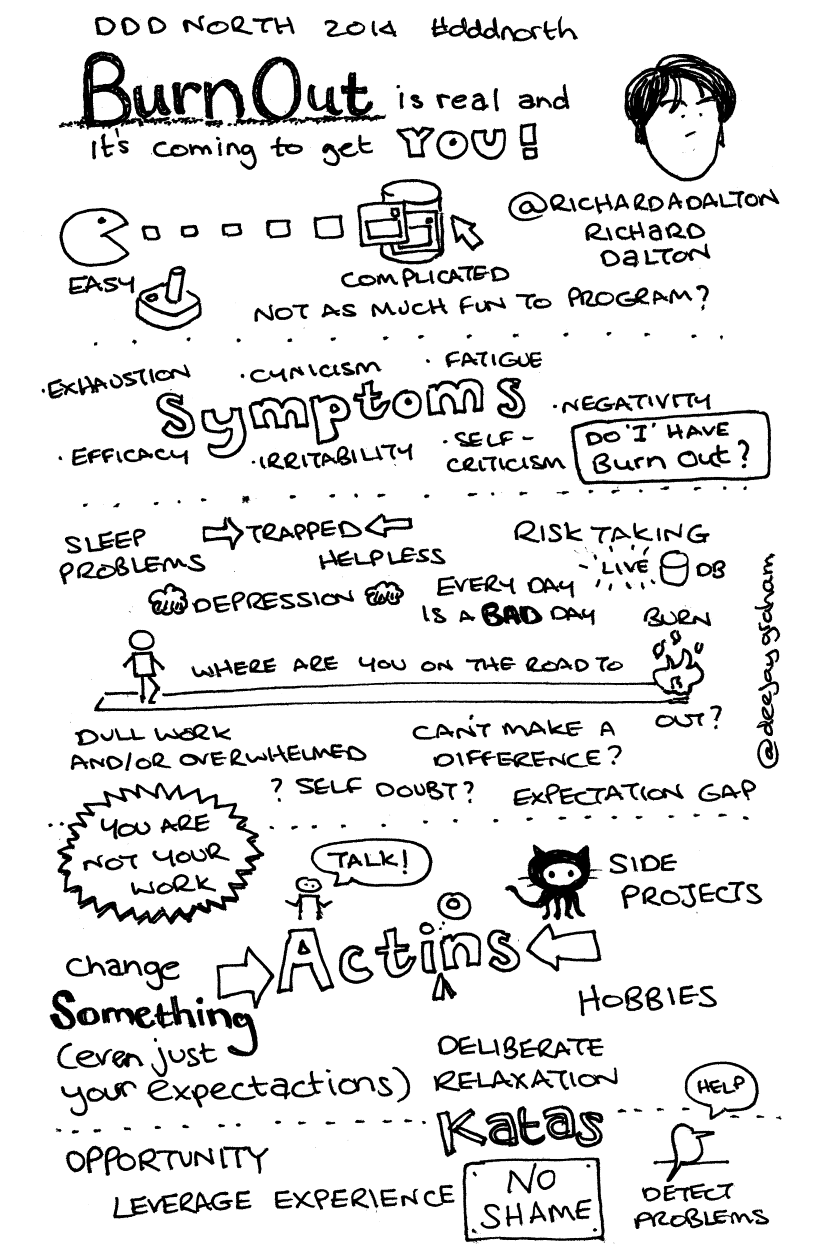 DDD NORTH 2014 #dddnorth
BurnOut is real and
it's coming to get YOU!
@RICHARDADALTON
RICHARD
DALTON
EASY
COMPLICATED
NOT AS MUCH FUN TO PROGRAM?
·EXHAUSTION ·CYNICISM ·FATIGUE
Symptoms
·NEGATIVITY
·EFFICACY ·IRRITABILITY ·SELF-
CRITICISM
DO 'I' HAVE
Burn Out?
SLEEP
PROBLEMS
TRAPPED
HELPLESS
RISK TAKING
LIVE DB
DEPRESSION
EVERY DAY
IS A BAD DAY
WHERE ARE YOU ON THE ROAD TO
BURN
OUT?
@deejaygraham
DULL WORK
AND/OR OVERWHELMED
CAN'T MAKE A
DIFFERENCE?
? SELF DOUBT?
EXPECTATION GAP
YOU ARE
NOT YOUR
WORK
TALK!
SIDE
PROJECTS
Actins
o
Change
Something
(even just
your expectactions)
HOBBIES
DELIBERATE
RELAXATION
Katas
HELP
OPPORTUNITY
LEVERAGE EXPERIENCE
NO
SHAME
DETECT
PROBLEMS